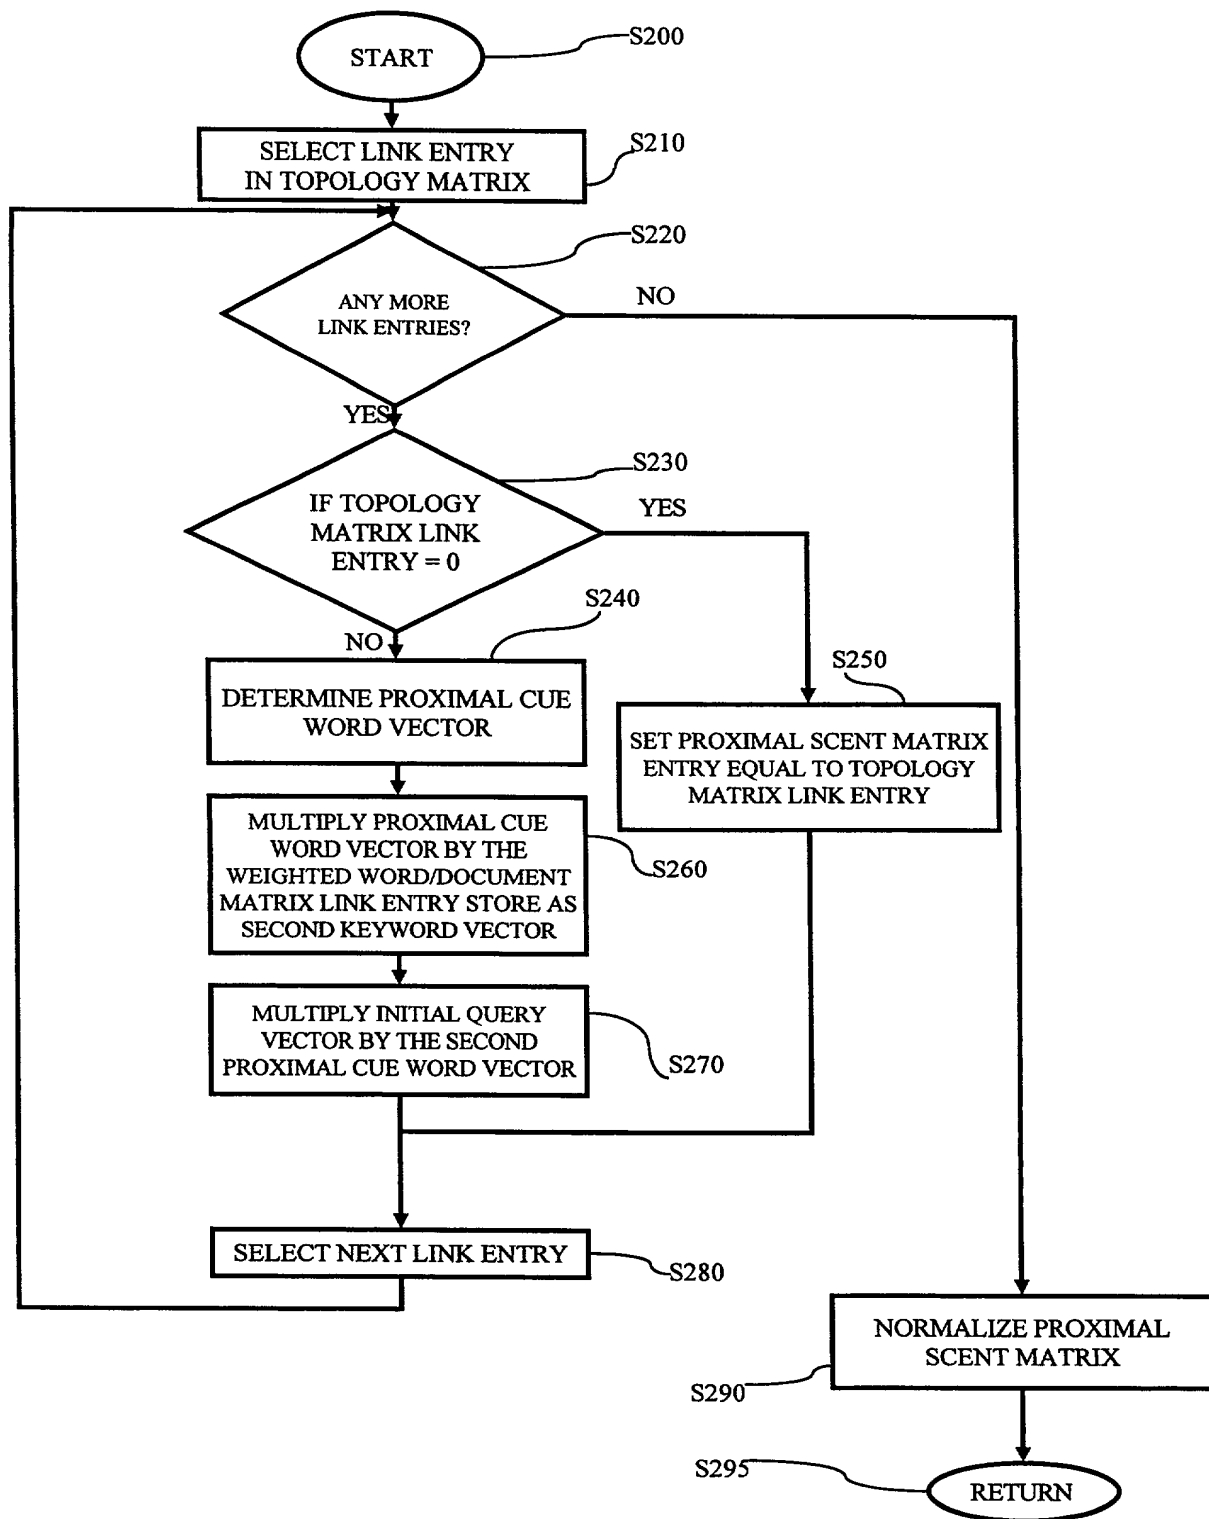 START
S200
SELECT LINK ENTRY
IN TOPOLOGY MATRIX
S210
S220
ANY MORE
LINK ENTRIES?
NO
YES
S230
IF TOPOLOGY
MATRIX LINK
ENTRY = 0
YES
NO
S240
DETERMINE PROXIMAL CUE
WORD VECTOR
S250
SET PROXIMAL SCENT MATRIX
ENTRY EQUAL TO TOPOLOGY
MATRIX LINK ENTRY
MULTIPLY PROXIMAL CUE
WORD VECTOR BY THE
WEIGHTED WORD/DOCUMENT
MATRIX LINK ENTRY STORE AS
SECOND KEYWORD VECTOR
S260
MULTIPLY INITIAL QUERY
VECTOR BY THE SECOND
PROXIMAL CUE WORD VECTOR
S270
SELECT NEXT LINK ENTRY
S280
NORMALIZE PROXIMAL
SCENT MATRIX
S290
S295
RETURN